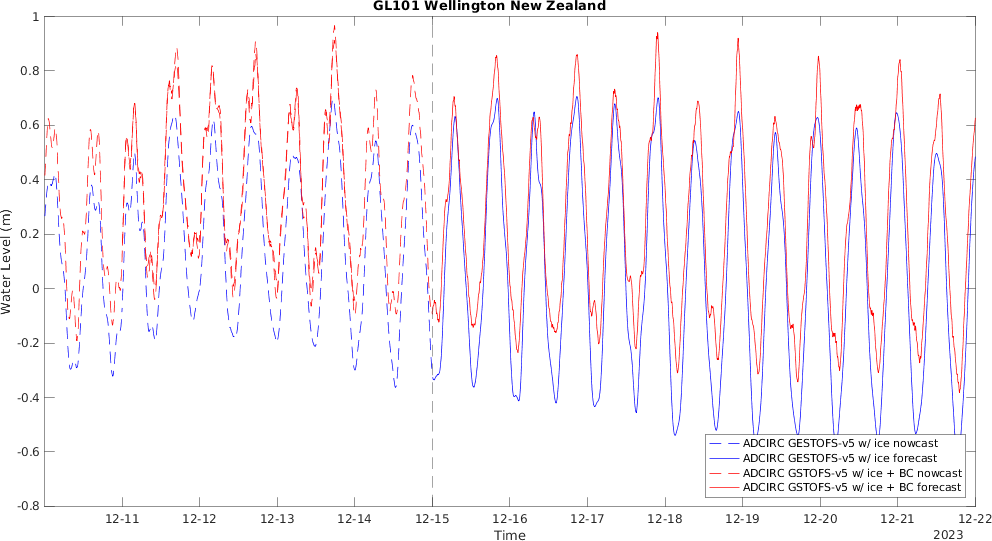 GL101 Wellington New Zealand
1
0.8
0.6
0.4
0.2
0
-0.2
-0.4
-0.6
-0.8
Water Level (m)
ADCIRC GESTOFS-v5 w/ ice nowcast
ADCIRC GESTOFS-v5 w/ ice forecast
ADCIRC GSTOFS-v5 w/ ice + BC nowcast
ADCIRC GSTOFS-v5 w/ ice + BC forecast
12-11 12-12 12-13 12-14 12-15 12-16 12-17 12-18 12-19 12-20 12-21 12-22
Time
2023